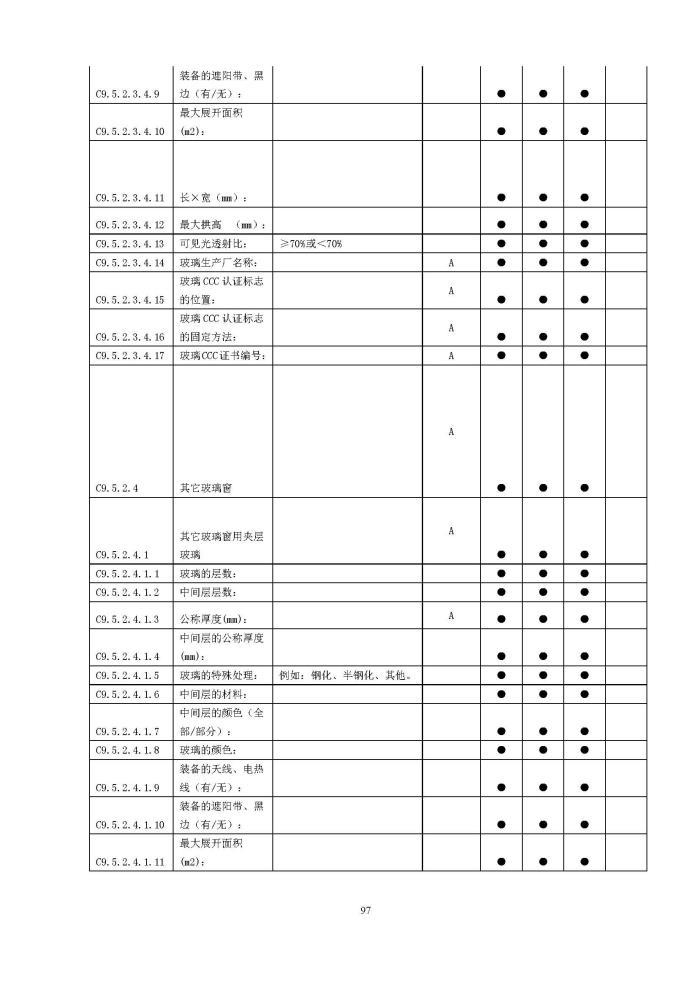 装备的遮阳带、黑
C9.5.2.3.4.9 边（有/无）： ● ● ●
最大展开面积
C9.5.2.3.4.10 (m2)： ● ● ●
C9.5.2.3.4.11 长×宽（mm）： ● ● ●
C9.5.2.3.4.12 最大拱高 （mm）： ● ● ●
C9.5.2.3.4.13 可见光透射比： ≥70%或＜70% ● ● ●
C9.5.2.3.4.14 玻璃生产厂名称： A ● ● ●
玻璃 CCC 认证标志
C9.5.2.3.4.15 的位置： A ● ● ●
玻璃 CCC 认证标志
C9.5.2.3.4.16 的固定方法： A ● ● ●
C9.5.2.3.4.17 玻璃CCC证书编号： A ● ● ●
C9.5.2.4 其它玻璃窗 A ● ● ●
其它玻璃窗用夹层
C9.5.2.4.1 玻璃 A ● ● ●
C9.5.2.4.1.1 玻璃的层数： ● ● ●
C9.5.2.4.1.2 中间层层数： ● ● ●
C9.5.2.4.1.3 公称厚度(mm)： A ● ● ●
中间层的公称厚度
C9.5.2.4.1.4 (mm)： ● ● ●
C9.5.2.4.1.5 玻璃的特殊处理： 例如：钢化、半钢化、其他。 ● ● ●
C9.5.2.4.1.6 中间层的材料： ● ● ●
中间层的颜色（全
C9.5.2.4.1.7 部/部分）： ● ● ●
C9.5.2.4.1.8 玻璃的颜色： ● ● ●
装备的天线、电热
C9.5.2.4.1.9 线（有/无）： ● ● ●
装备的遮阳带、黑
C9.5.2.4.1.10 边（有/无）： ● ● ●
最大展开面积
C9.5.2.4.1.11 (m2)： ● ● ●
97